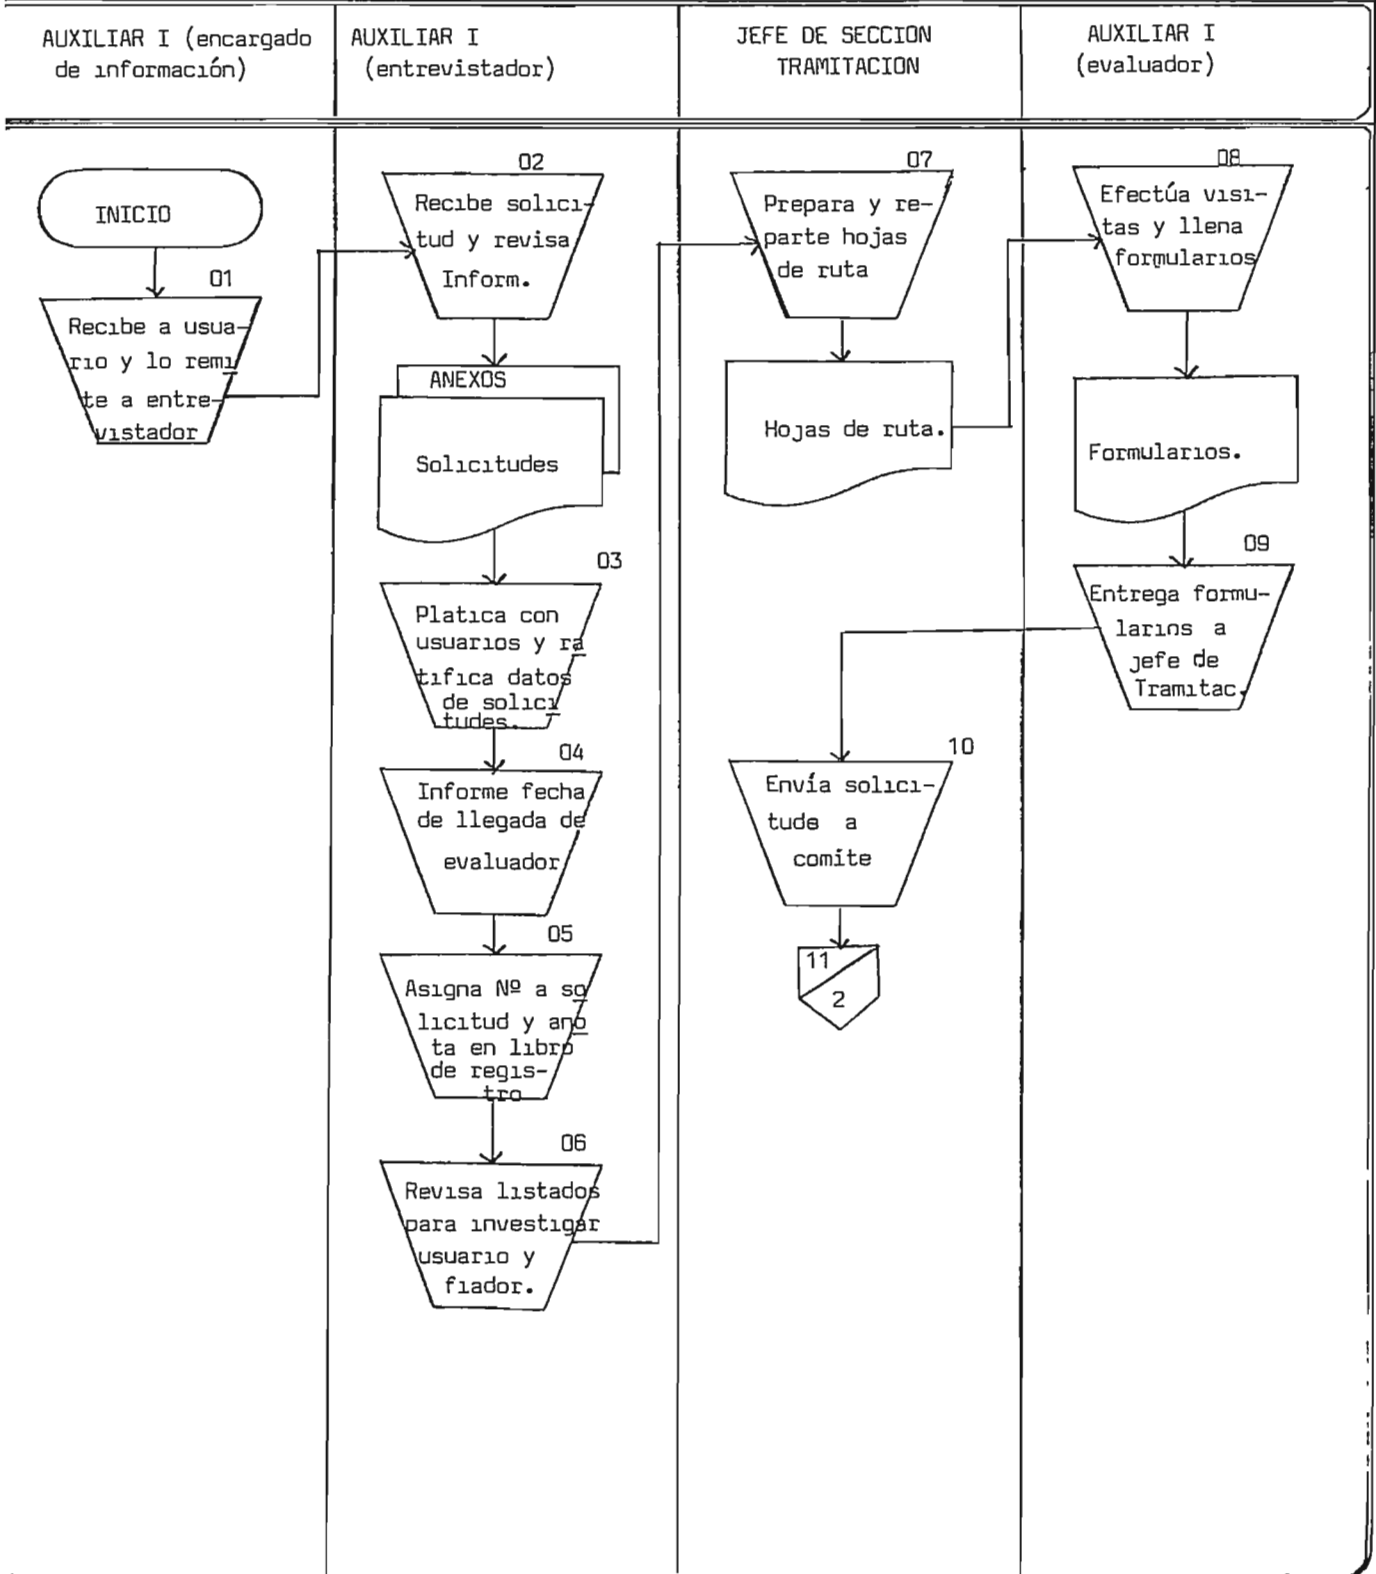 AUXILIAR I (encargado
de información)
AUXILIAR I
(entrevistador)
JEFE DE SECCION
TRAMITACION
AUXILIAR I
(evaluador)
INICIO
01
Recibe a usua-
rio y lo remi
te a entre-
vistador
02
Recibe solici-
tud y revisa
Inform.
ANEXOS
Solicitudes
03
Platica con
usuarios y ra
tifica datos
de solici
tudes.
04
Informe fecha
de llegada de
evaluador
05
Asigna Nº a so
licitud y ano
ta en libro
de regis-
tro
06
Revisa listados
para investigar
usuario y
fiador.
07
Prepara y re-
parte hojas
de ruta
Hojas de ruta.
08
Efectúa visi-
tas y llena
formularios
Formularios.
09
Entrega formu-
larios a
jefe de
Tramitac.
10
Envía solici-
tude a
comite
11
2